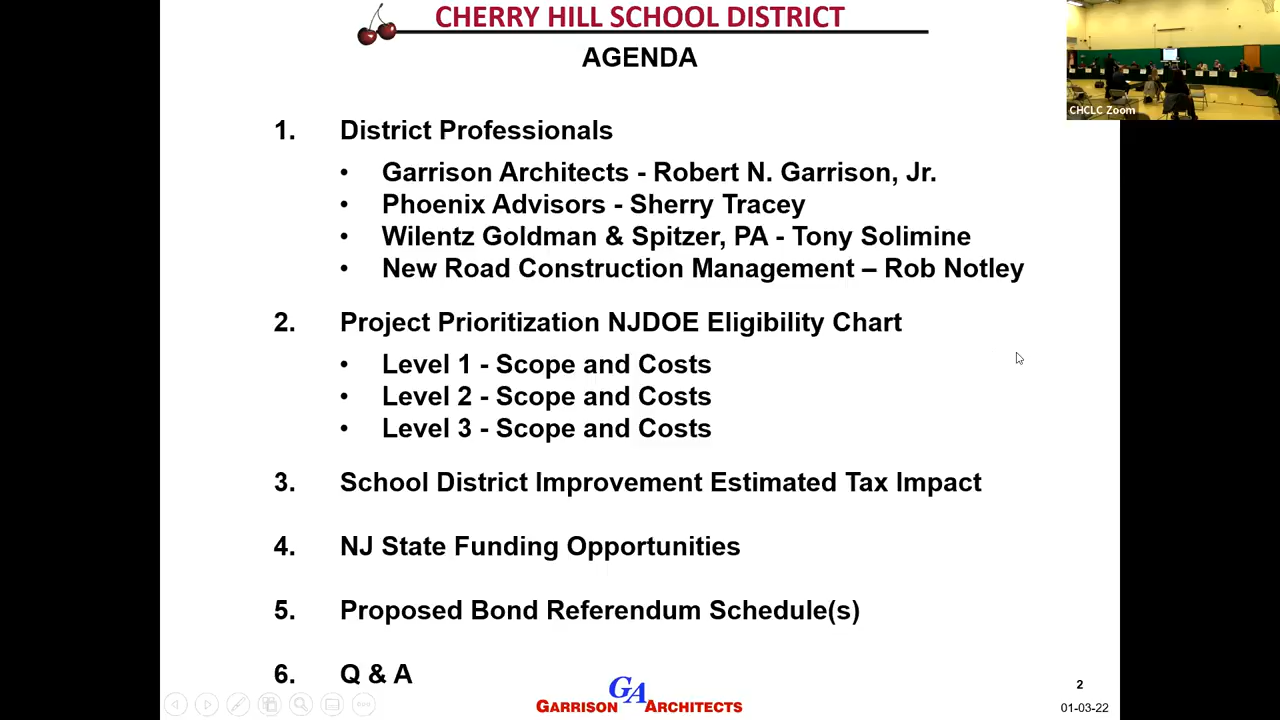 CHERRY HILL SCHOOL DISTRICT
AGENDA
CHCLC Zoom
1. District Professionals
• Garrison Architects - Robert N. Garrison, Jr.
• Phoenix Advisors - Sherry Tracey
• Wilentz Goldman & Spitzer, PA - Tony Solimine
• New Road Construction Management – Rob Notley
2. Project Prioritization NJDOE Eligibility Chart
• Level 1 - Scope and Costs
• Level 2 - Scope and Costs
• Level 3 - Scope and Costs
3. School District Improvement Estimated Tax Impact
4. NJ State Funding Opportunities
5. Proposed Bond Referendum Schedule(s)
6. Q & A
GA
GARRISON ARCHITECTS
2
01-03-22